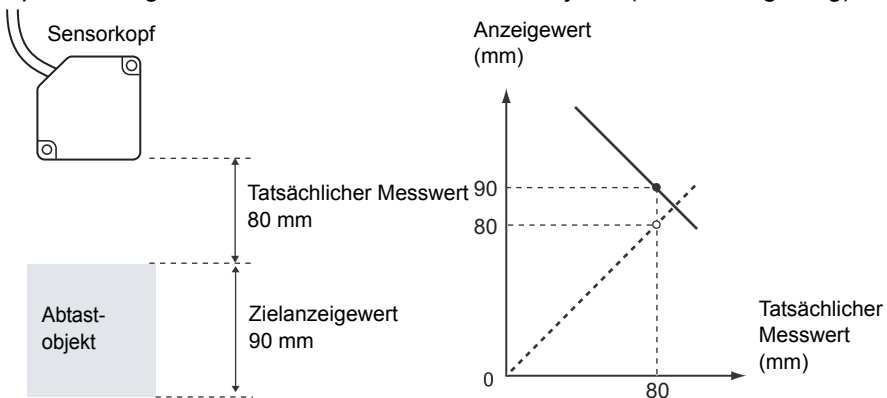 Sensorkopf
Tatsächlicher Messwert
80 mm
Abtast-
objekt
Zielanzeigewert
90 mm
Anzeigewert
(mm)
90
80
0
80
Tatsächlicher
Messwert
(mm)